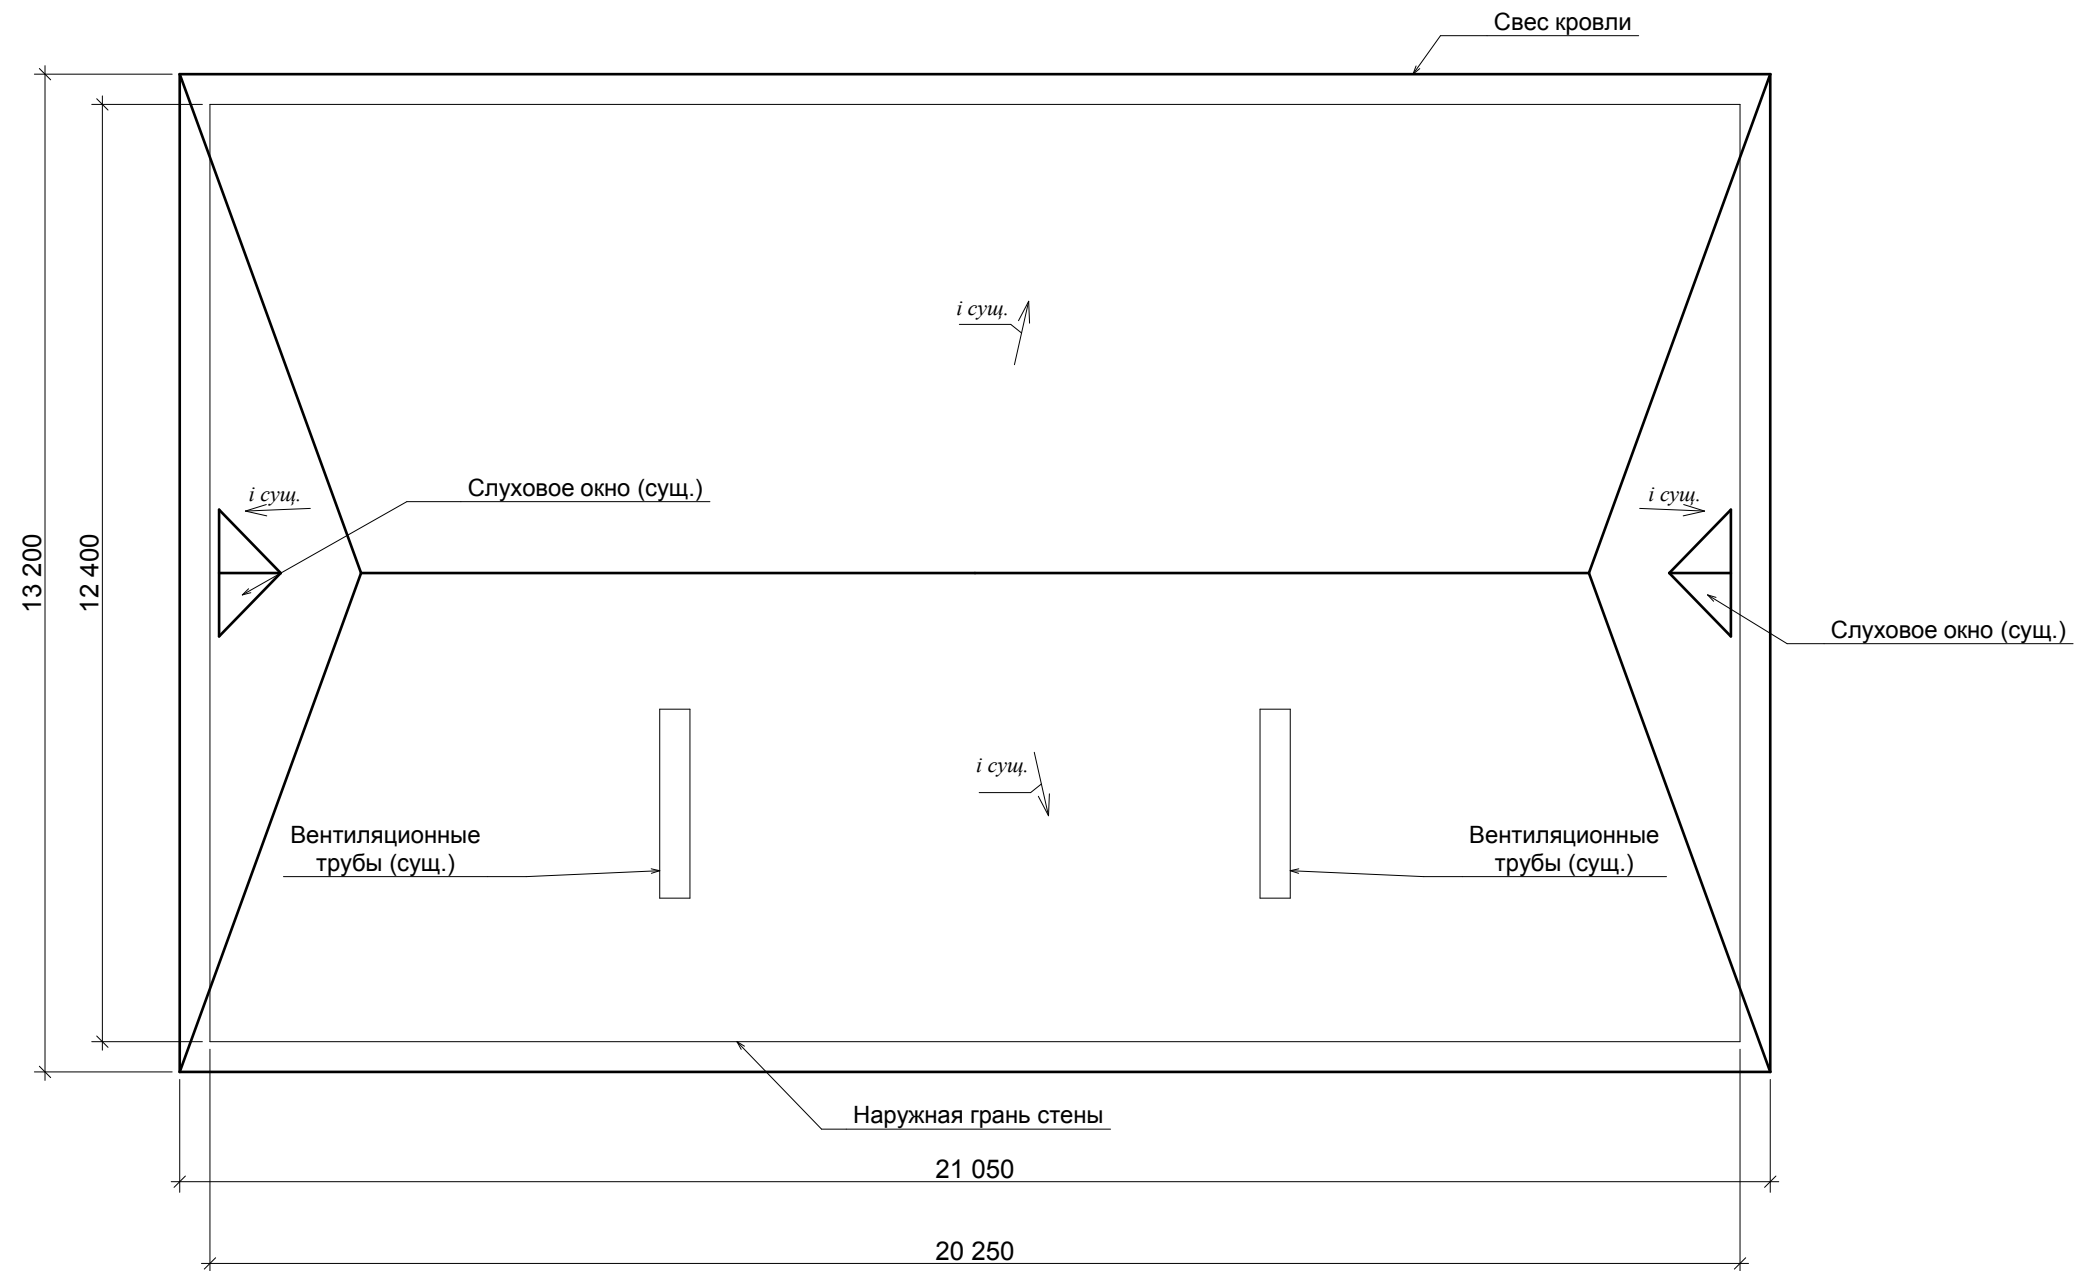 Свес кровли
i сущ.
Слуховое окно (сущ.)
i сущ.
i сущ.
13 200
12 400
Слуховое окно (сущ.)
i сущ.
Вентиляционные
трубы (сущ.)
Вентиляционные
трубы (сущ.)
Наружная грань стены
21 050
20 250